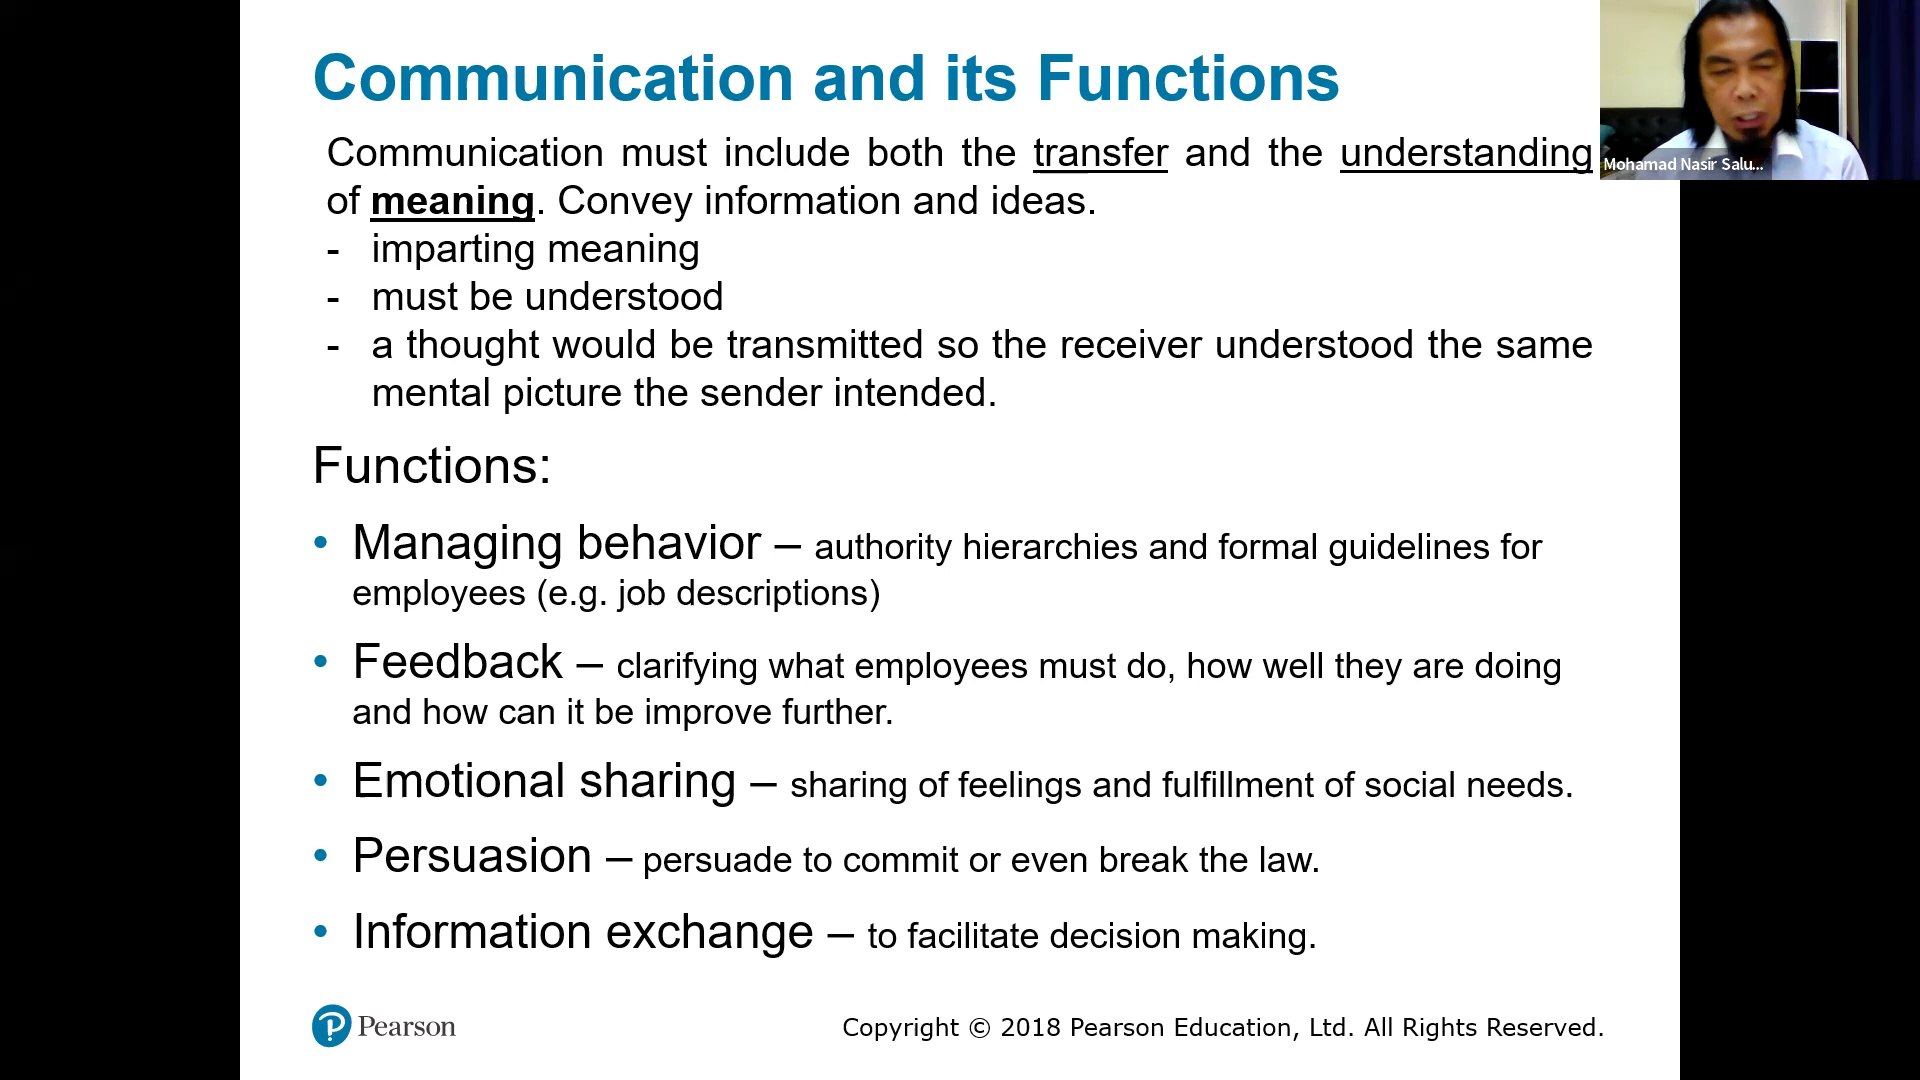 Communication and its Functions
Communication must include both the transfer and the understanding
of meaning. Convey information and ideas.
- imparting meaning
- must be understood
- a thought would be transmitted so the receiver understood the same
mental picture the sender intended.
Functions:
• Managing behavior – authority hierarchies and formal guidelines for
employees (e.g. job descriptions)
• Feedback – clarifying what employees must do, how well they are doing
and how can it be improve further.
• Emotional sharing – sharing of feelings and fulfillment of social needs.
• Persuasion – persuade to commit or even break the law.
• Information exchange – to facilitate decision making.
Pearson
Copyright © 2018 Pearson Education, Ltd. All Rights Reserved.
Mohamad Nasir Salu...